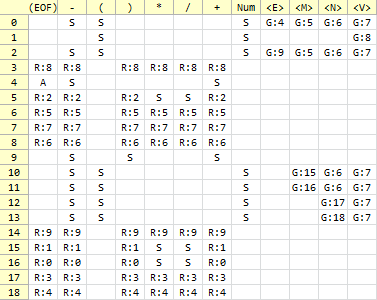 (EOF) - ( ) * / + Num <E> <M> <N> <V>
0 S S S G:4 G:5 G:6 G:7
1 S S G:8
2 S S S G:9 G:5 G:6 G:7
3 R:8 R:8 R:8 R:8 R:8 R:8
4 A S S
5 R:2 R:2 R:2 S S R:2
6 R:5 R:5 R:5 R:5 R:5 R:5
7 R:7 R:7 R:7 R:7 R:7 R:7
8 R:6 R:6 R:6 R:6 R:6 R:6
9 S S S
10 S S S G:15 G:6 G:7
11 S S S G:16 G:6 G:7
12 S S S G:17 G:7
13 S S S G:18 G:7
14 R:9 R:9 R:9 R:9 R:9 R:9
15 R:1 R:1 R:1 S S R:1
16 R:0 R:0 R:0 S S R:0
17 R:3 R:3 R:3 R:3 R:3 R:3
18 R:4 R:4 R:4 R:4 R:4 R:4